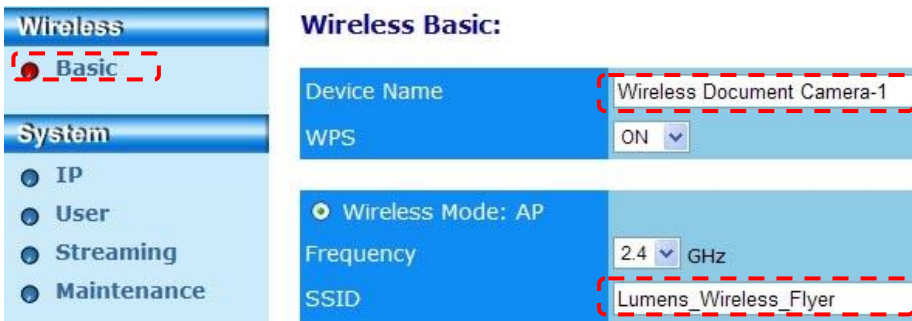 Wireless
Basic
System
IP
User
Streaming
Maintenance
Wireless Basic:
Device Name Wireless Document Camera-1
WPS ON
Wireless Mode: AP
Frequency 2.4 GHz
SSID Lumens_Wireless_Flyer